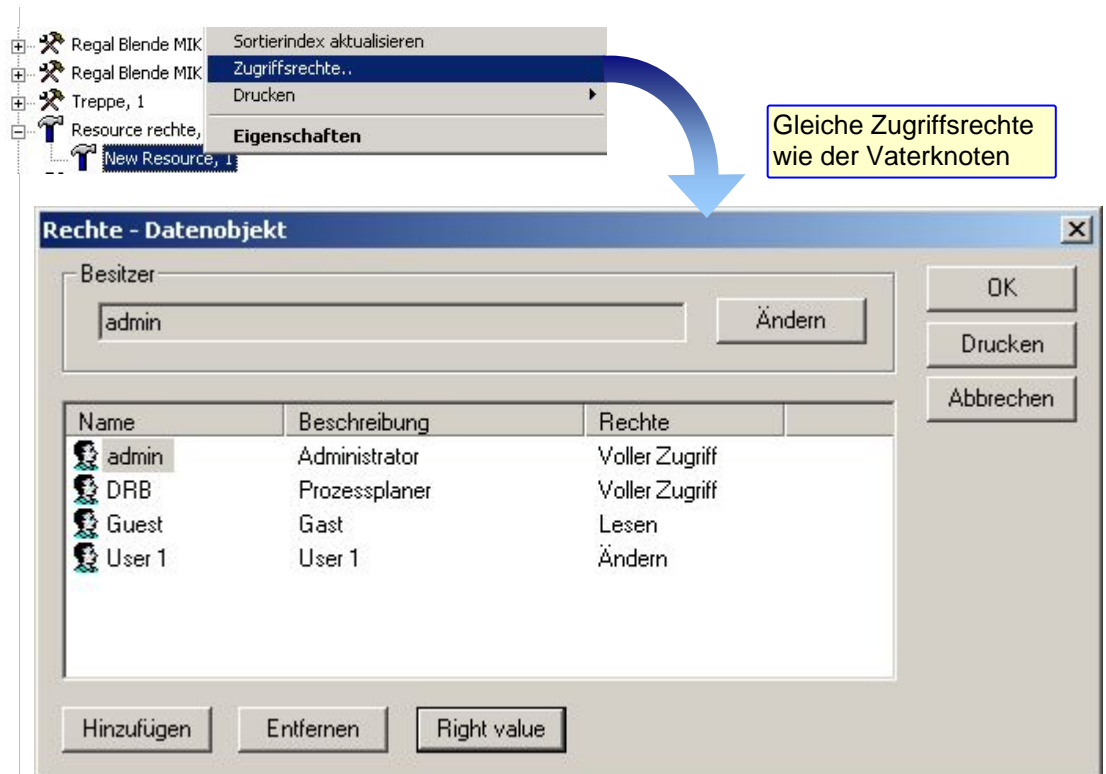 Regal Blende MIK
Regal Blende MIK
Treppe, 1
Resource rechte,
New Resource, 1
Sortierindex aktualisieren
Zugriffsrechte..
Drucken
Eigenschaften
Gleiche Zugriffsrechte
wie der Vaterknoten
Rechte - Datenobjekt
Besitzer
admin
Ändern
OK
Drucken
Abbrechen
Name Beschreibung Rechte
admin Administrator Voller Zugriff
DRB Prozessplaner Voller Zugriff
Guest Gast Lesen
User 1 User 1 Ändern
Hinzufügen Entfernen Right value